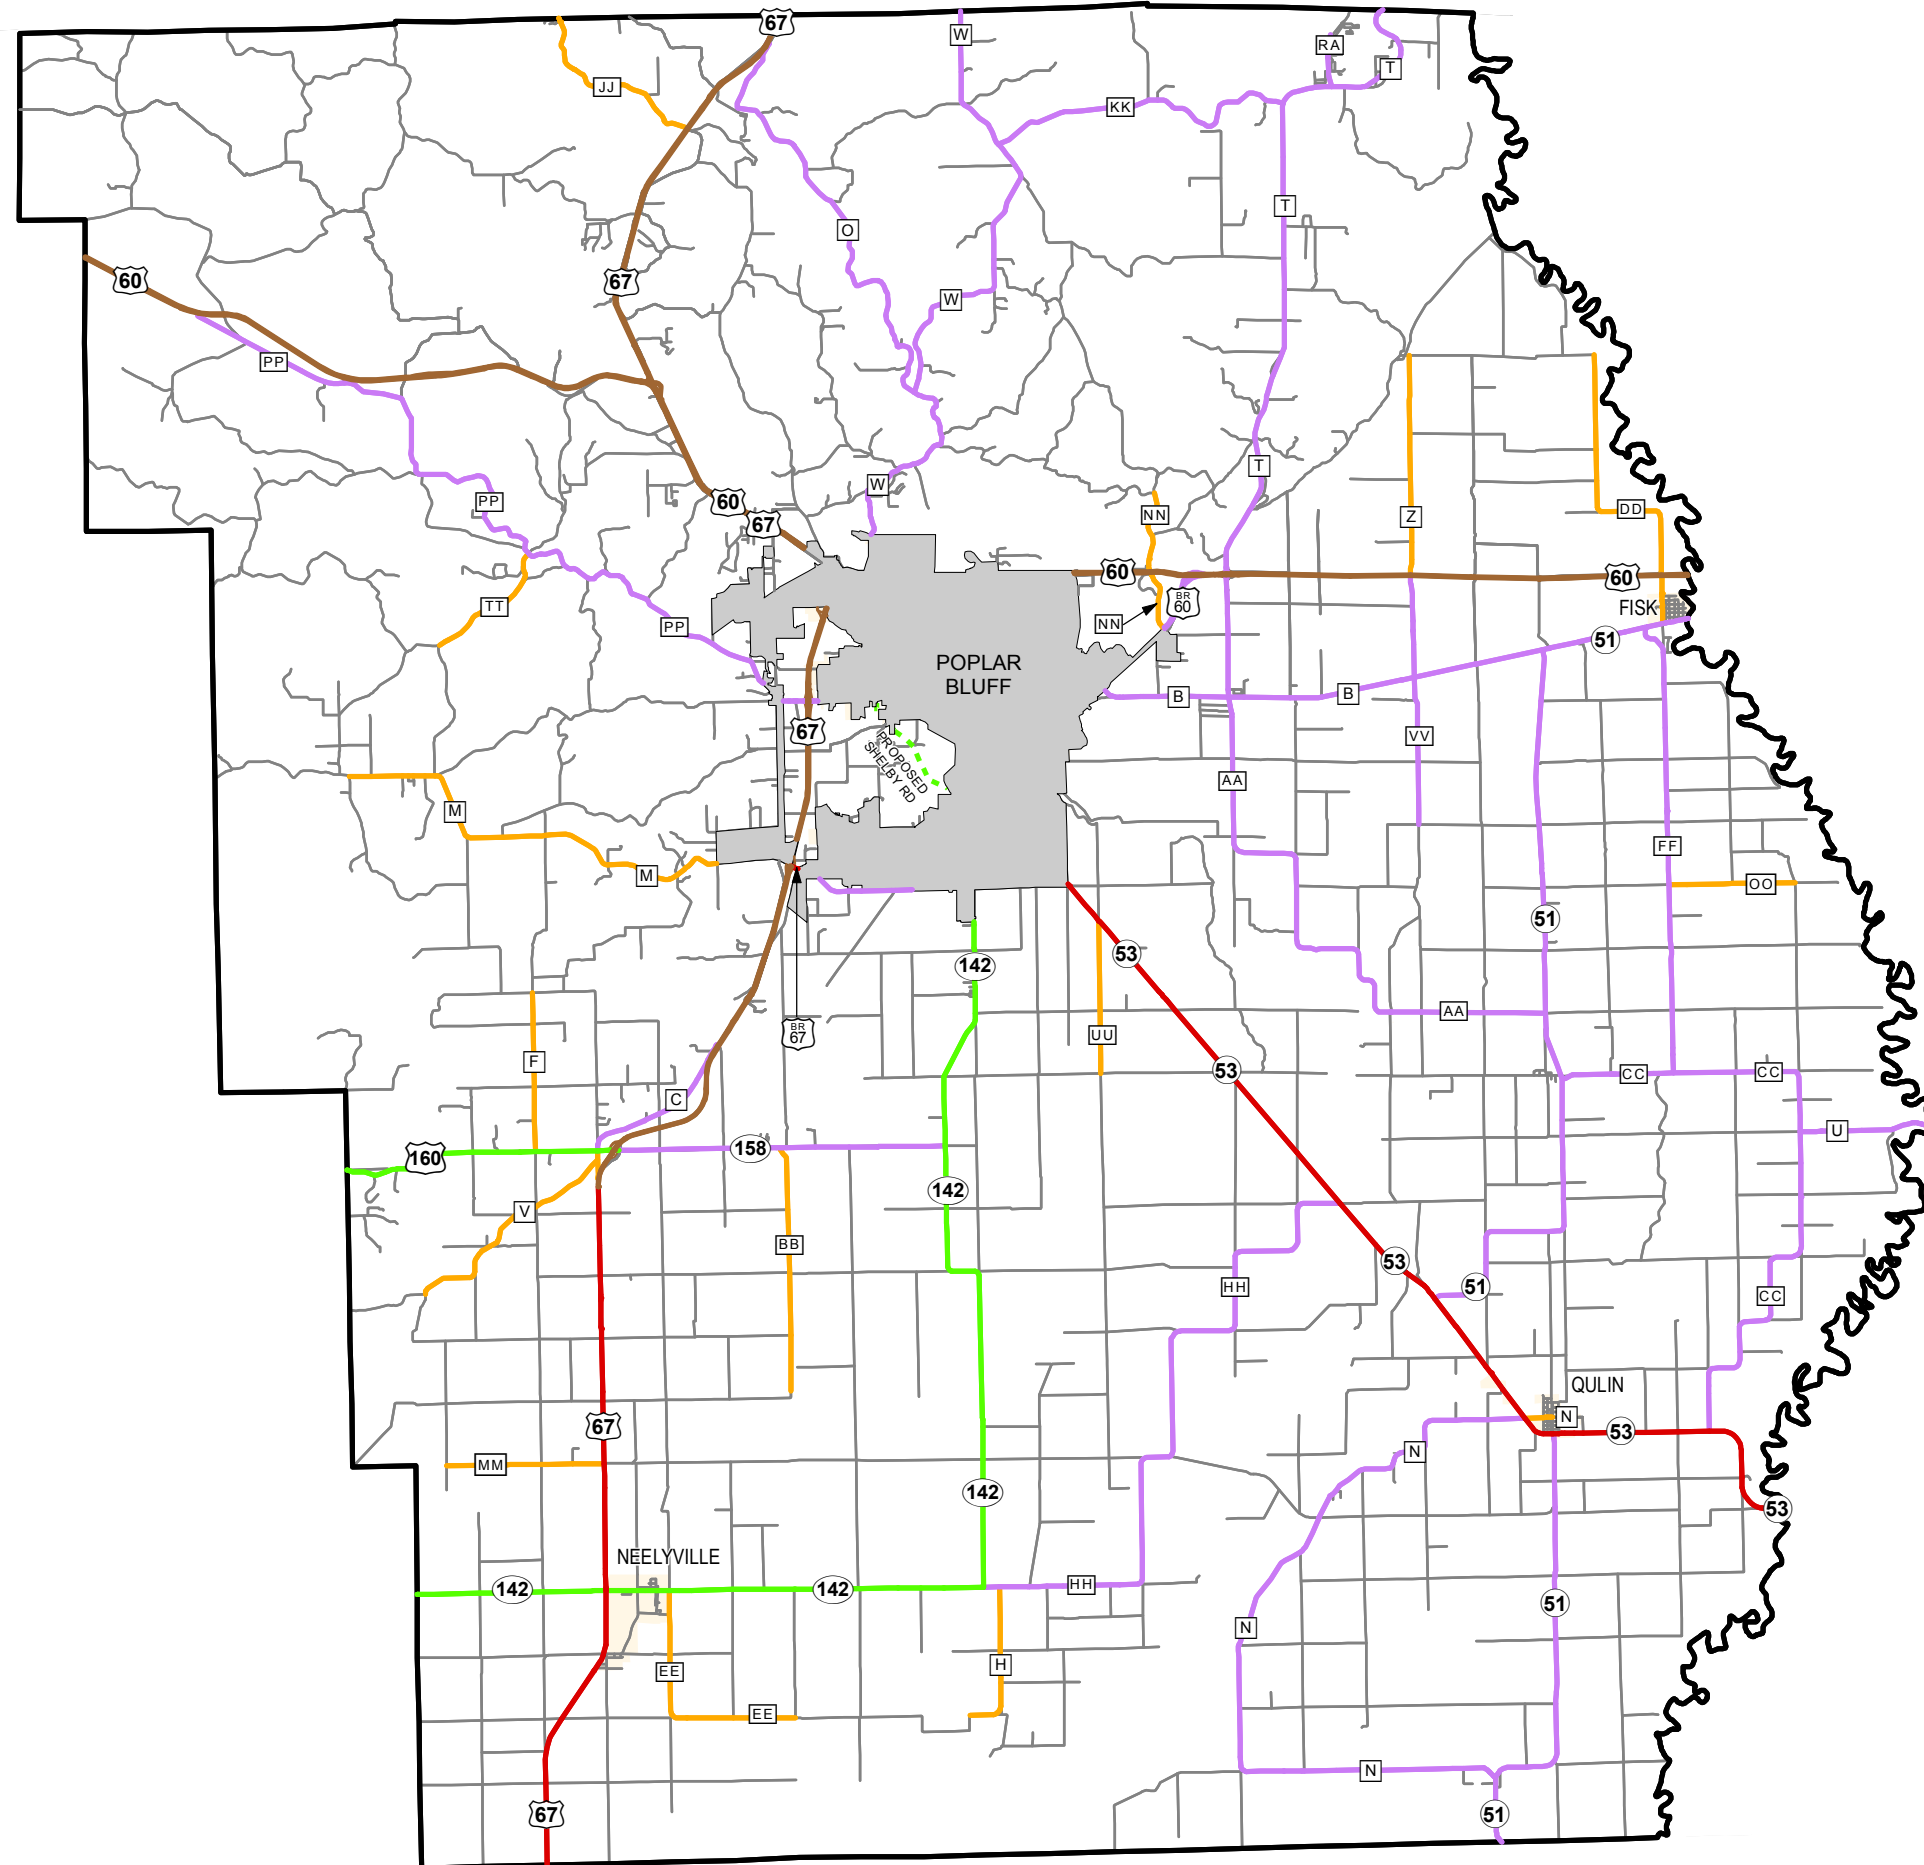 67
W
RA
T
JJ
KK
T
O
60
67
W
PP
T
W
PP
60
NN
DD
Z
67
60
60
BR
60
TT
FISK
NN
PP
51
POPLAR
BLUFF
B
B
67
VV
PROPOSED
SHELBY RD
AA
M
FF
M
OO
51
53
142
AA
BR
67
UU
F
53
CC
CC
C
U
158
160
142
V
BB
53
HH
51
CC
QULIN
N
67
53
N
MM
142
53
NEELYVILLE
HH
142
142
51
N
H
EE
EE
N
67
51